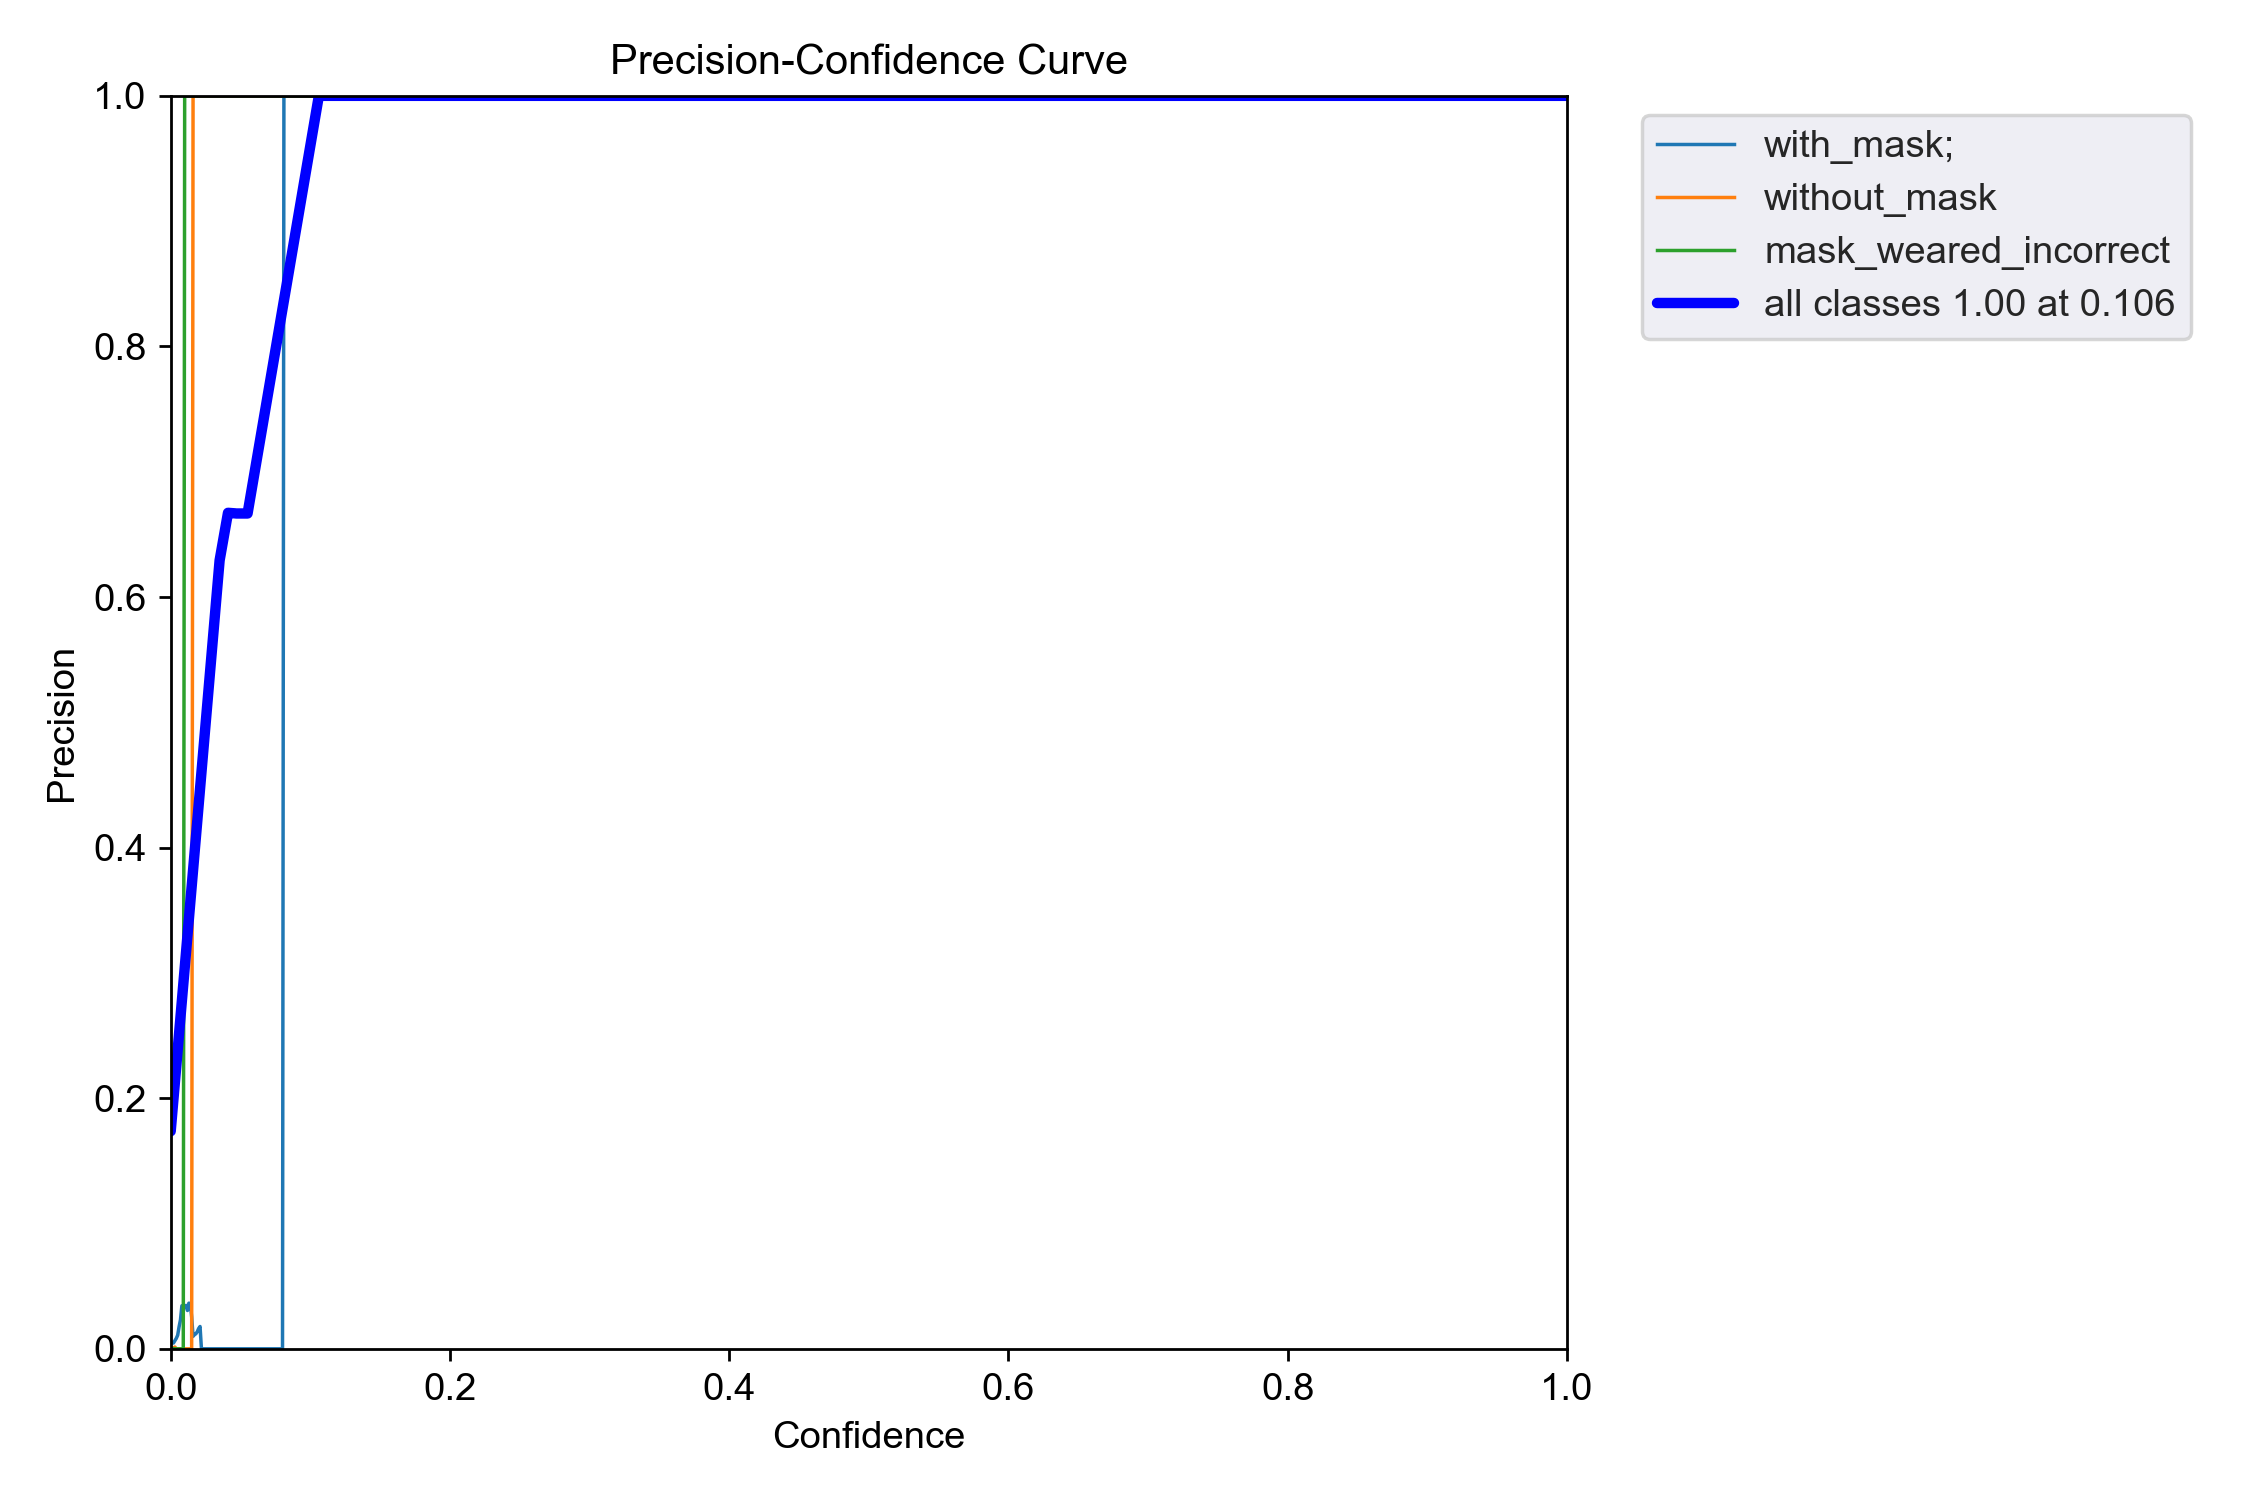 Precision-Confidence Curve
1.0
0.8
0.6
0.4
0.2
0.0
Precision
0.0 0.2 0.4 0.6 0.8 1.0
Confidence
with_mask;
without_mask
mask_weared_incorrect
all classes 1.00 at 0.106